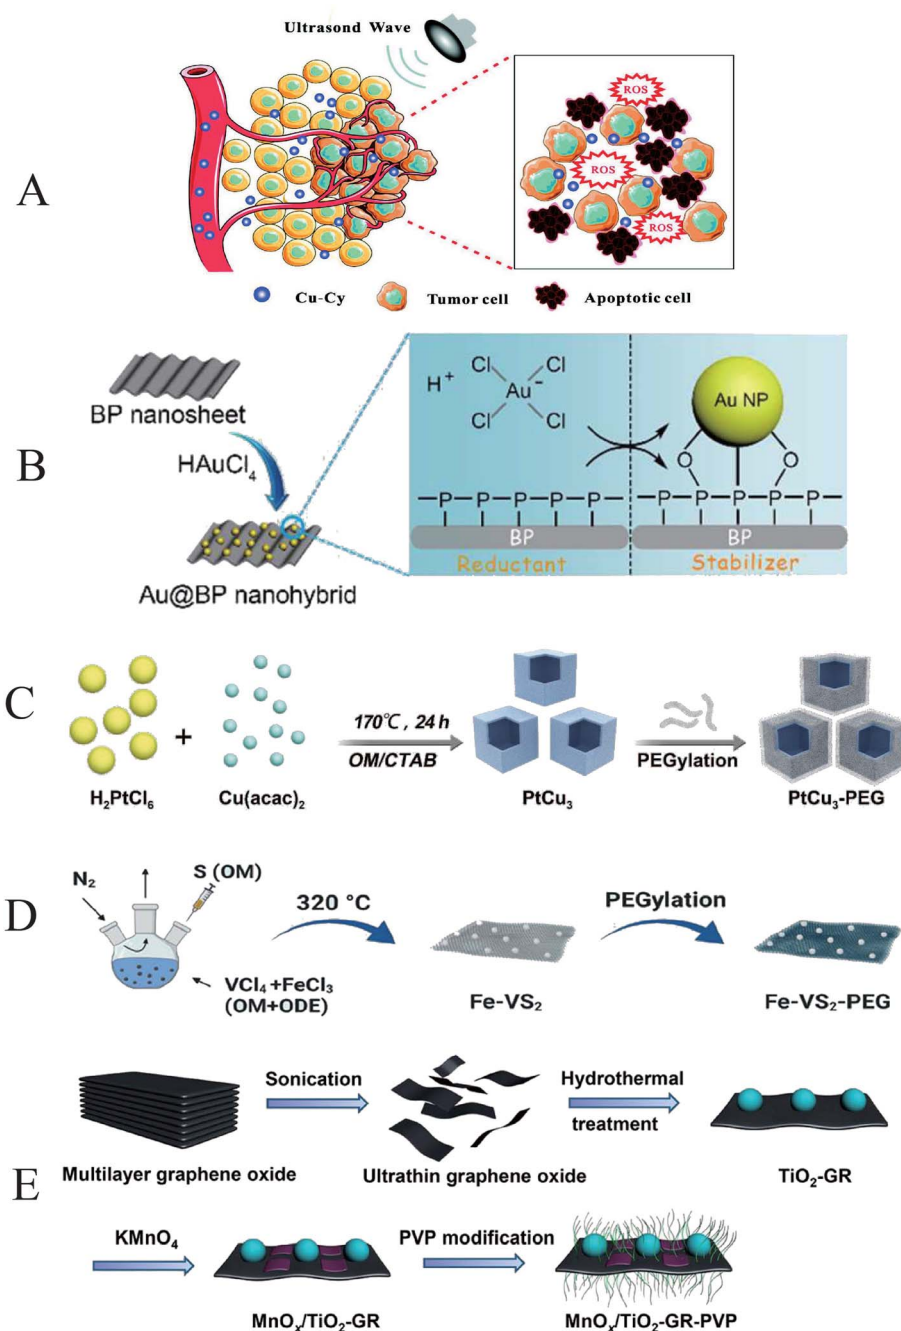 Ultrasond Wave
ROS
ROS
ROS
A
Cu-Cy Tumor cell Apoptotic cell
BP nanosheet
HAuCl₄
Au@BP nanohybrid
H⁺
Cl Cl
Au⁻
Cl Cl
P P P P P
BP
Reductant
Au NP
O O
P P P P P
BP
Stabilizer
B
C
H₂PtCl₆
+
Cu(acac)₂
170℃ , 24 h
OM/CTAB
PtCu₃
PEGylation
PtCu₃-PEG
D
N₂
S (OM)
VCl₄ +FeCl₃
(OM+ODE)
320 °C
Fe-VS₂
PEGylation
Fe-VS₂-PEG
Multilayer graphene oxide
Sonication
Ultrathin graphene oxide
Hydrothermal
treatment
TiO₂-GR
E
KMnO₄
MnOₓ/TiO₂-GR
PVP modification
MnOₓ/TiO₂-GR-PVP